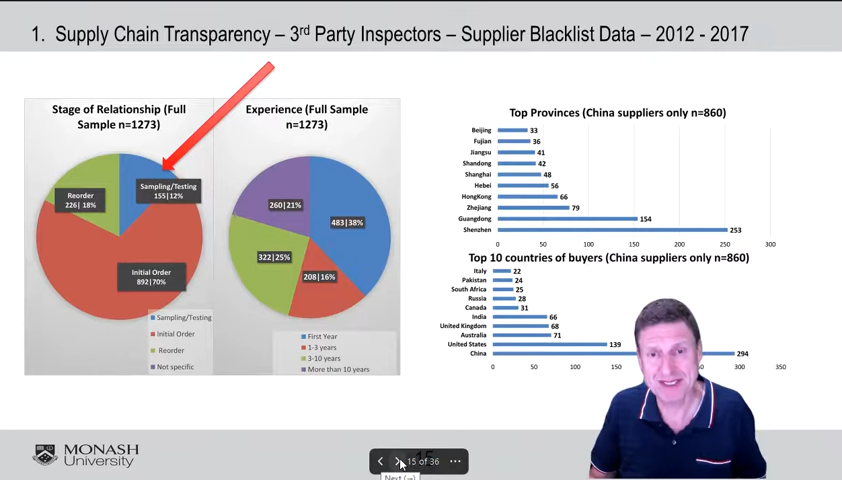 1. Supply Chain Transparency – 3rd Party Inspectors – Supplier Blacklist Data – 2012 - 2017
Stage of Relationship (Full
Sample n=1273)
Sampling/Testing
155|12%
Reorder
226| 18%
Initial Order
892|70%
Sampling/Testing
Initial Order
Reorder
Not specific
Experience (Full Sample
n=1273)
260|21%
483|38%
322|25%
208|16%
First Year
1-3 years
3-10 years
More than 10 years
Top Provinces (China suppliers only n=860)
Beijing 33
Fujian 36
Jiangsu 41
Shandong 42
Shanghai 48
Hebei 56
HongKong 66
Zhejiang 79
Guangdong 154
Shenzhen 253
0 50 100 150 200 250 300
Top 10 countries of buyers (China suppliers only n=860)
Italy 22
Pakistan 24
South Africa 25
Russia 28
Canada 31
India 66
United Kingdom 68
Australia 71
United States 139
China 294
0 50 100 150 300 350
MONASH
University
15 of 36
Next (→)